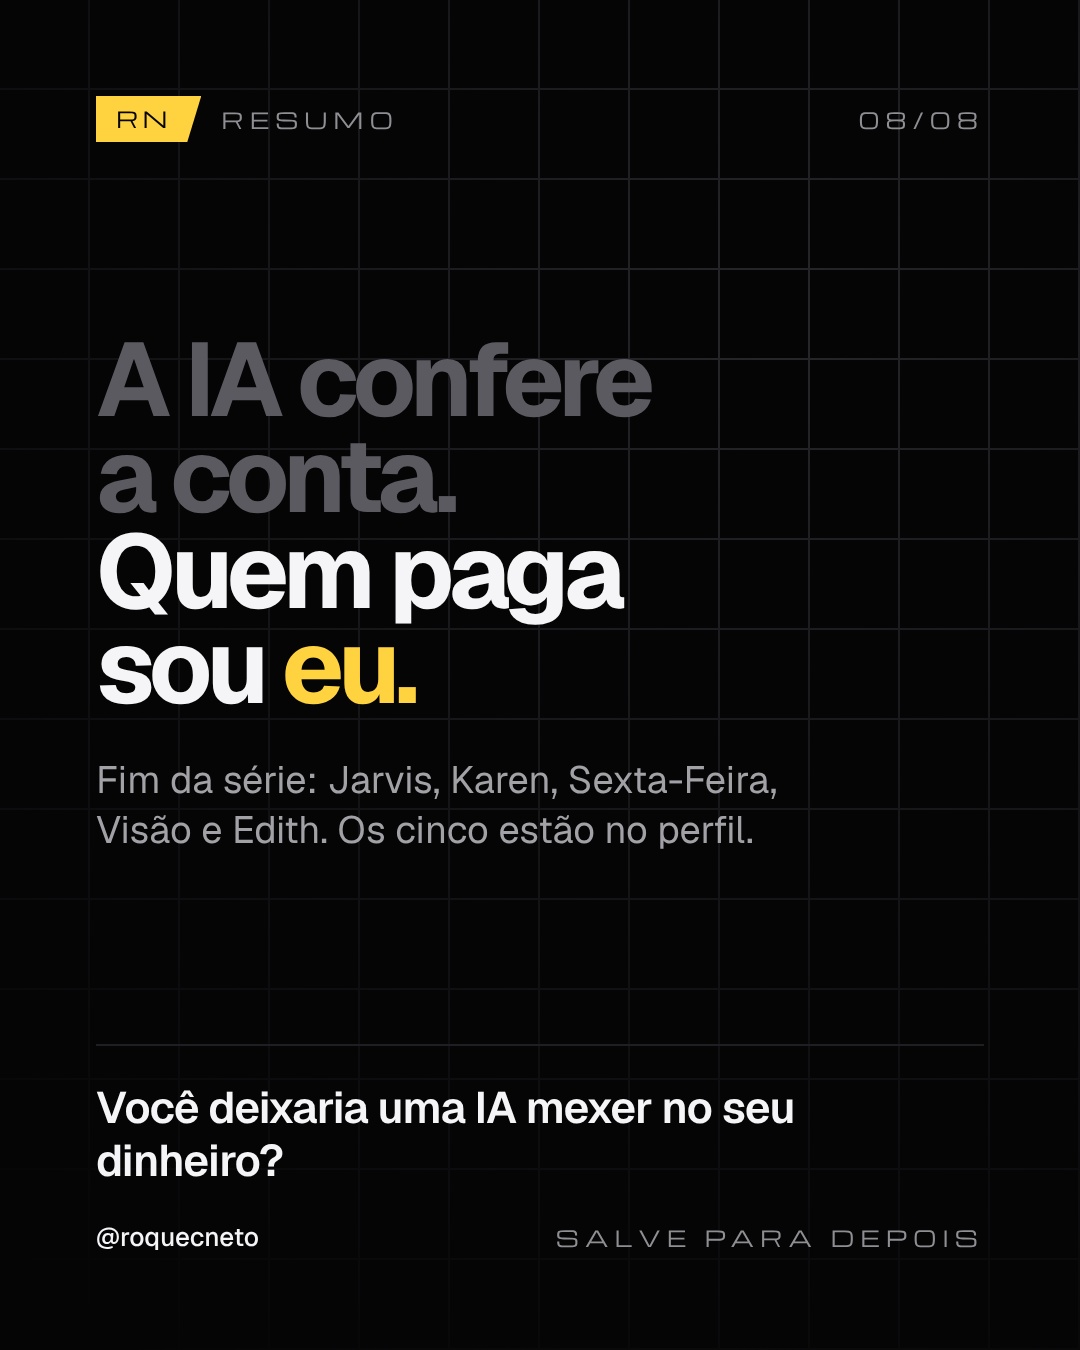 RN RESUMO 08/08
A IA confere
a conta.
Quem paga
sou eu.
Fim da série: Jarvis, Karen, Sexta-Feira,
Visão e Edith. Os cinco estão no perfil.
Você deixaria uma IA mexer no seu
dinheiro?
@roquecneto SALVE PARA DEPOIS